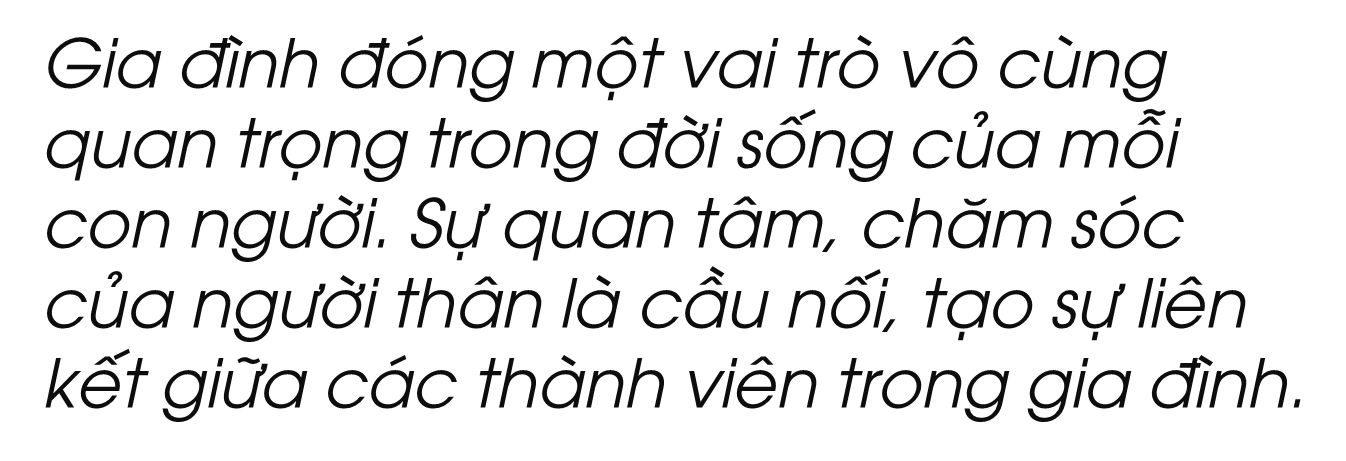 Gia đình đóng một vai trò vô cùng
quan trọng trong đời sống của mỗi
con người. Sự quan tâm, chăm sóc
của người thân là cầu nối, tạo sự liên
kết giữa các thành viên trong gia đình.